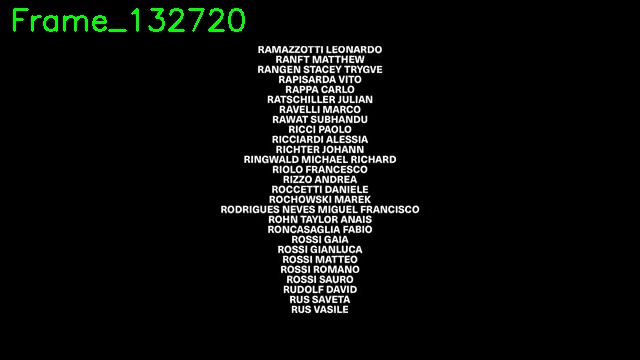 Frame_132720
RAMAZZOTTI LEONARDO
RANFT MATTHEW
RANGEN STACEY TRYGVE
RAPISARDA VITO
RAPPA CARLO
RATSCHILLER JULIAN
RAVELLI MARCO
RAWAT SUBHANDU
RICCI PAOLO
RICCIARDI ALESSIA
RICHTER JOHANN
RINGWALD MICHAEL RICHARD
RIOLO FRANCESCO
RIZZO ANDREA
ROCCETTI DANIELE
ROCHOWSKI MAREK
RODRIGUES NEVES MIGUEL FRANCISCO
ROHN TAYLOR ANAIS
RONCASAGLIA FABIO
ROSSI GAIA
ROSSI GIANLUCA
ROSSI MATTEO
ROSSI ROMANO
ROSSI SAURO
RUDOLF DAVID
RUS SAVETA
RUS VASILE